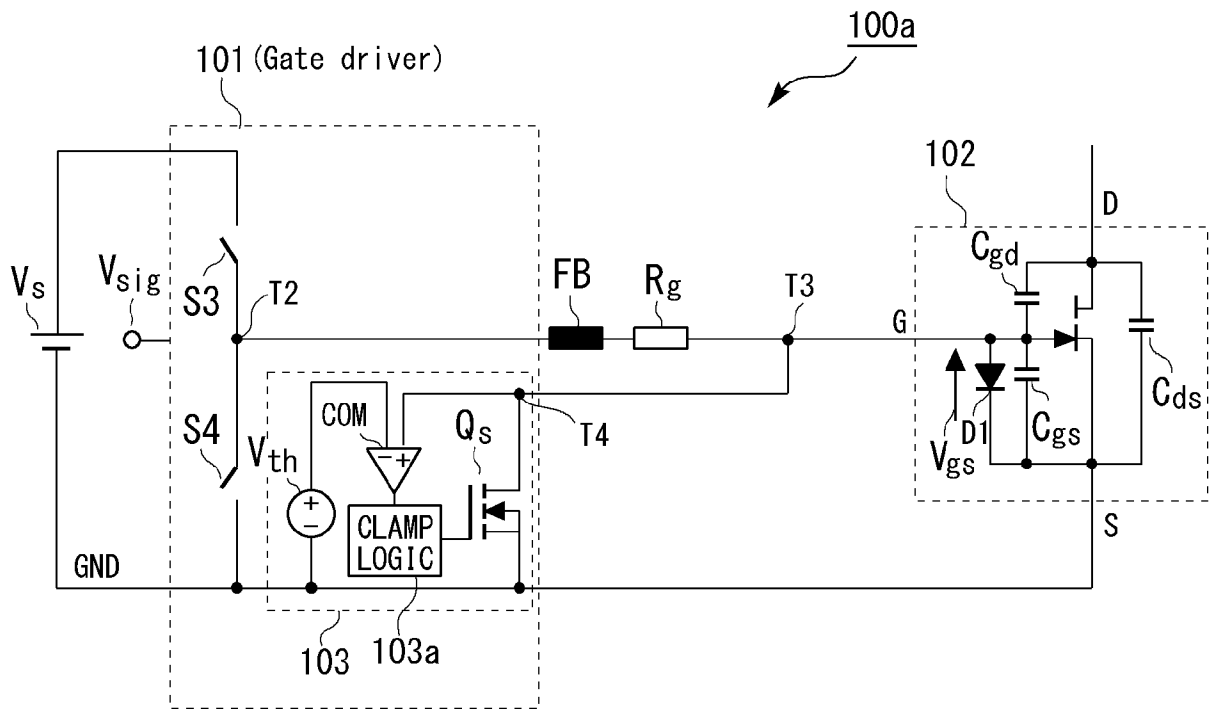 100a
101 (Gate driver)
102
D
Vs
Vsig
S3
T2
FB
Rg
T3
G
Cgd
Cds
S4
Vth
COM
- +
Qs
T4
Vgs
D1
Cgs
+
-
CLAMP
LOGIC
GND
S
103
103a